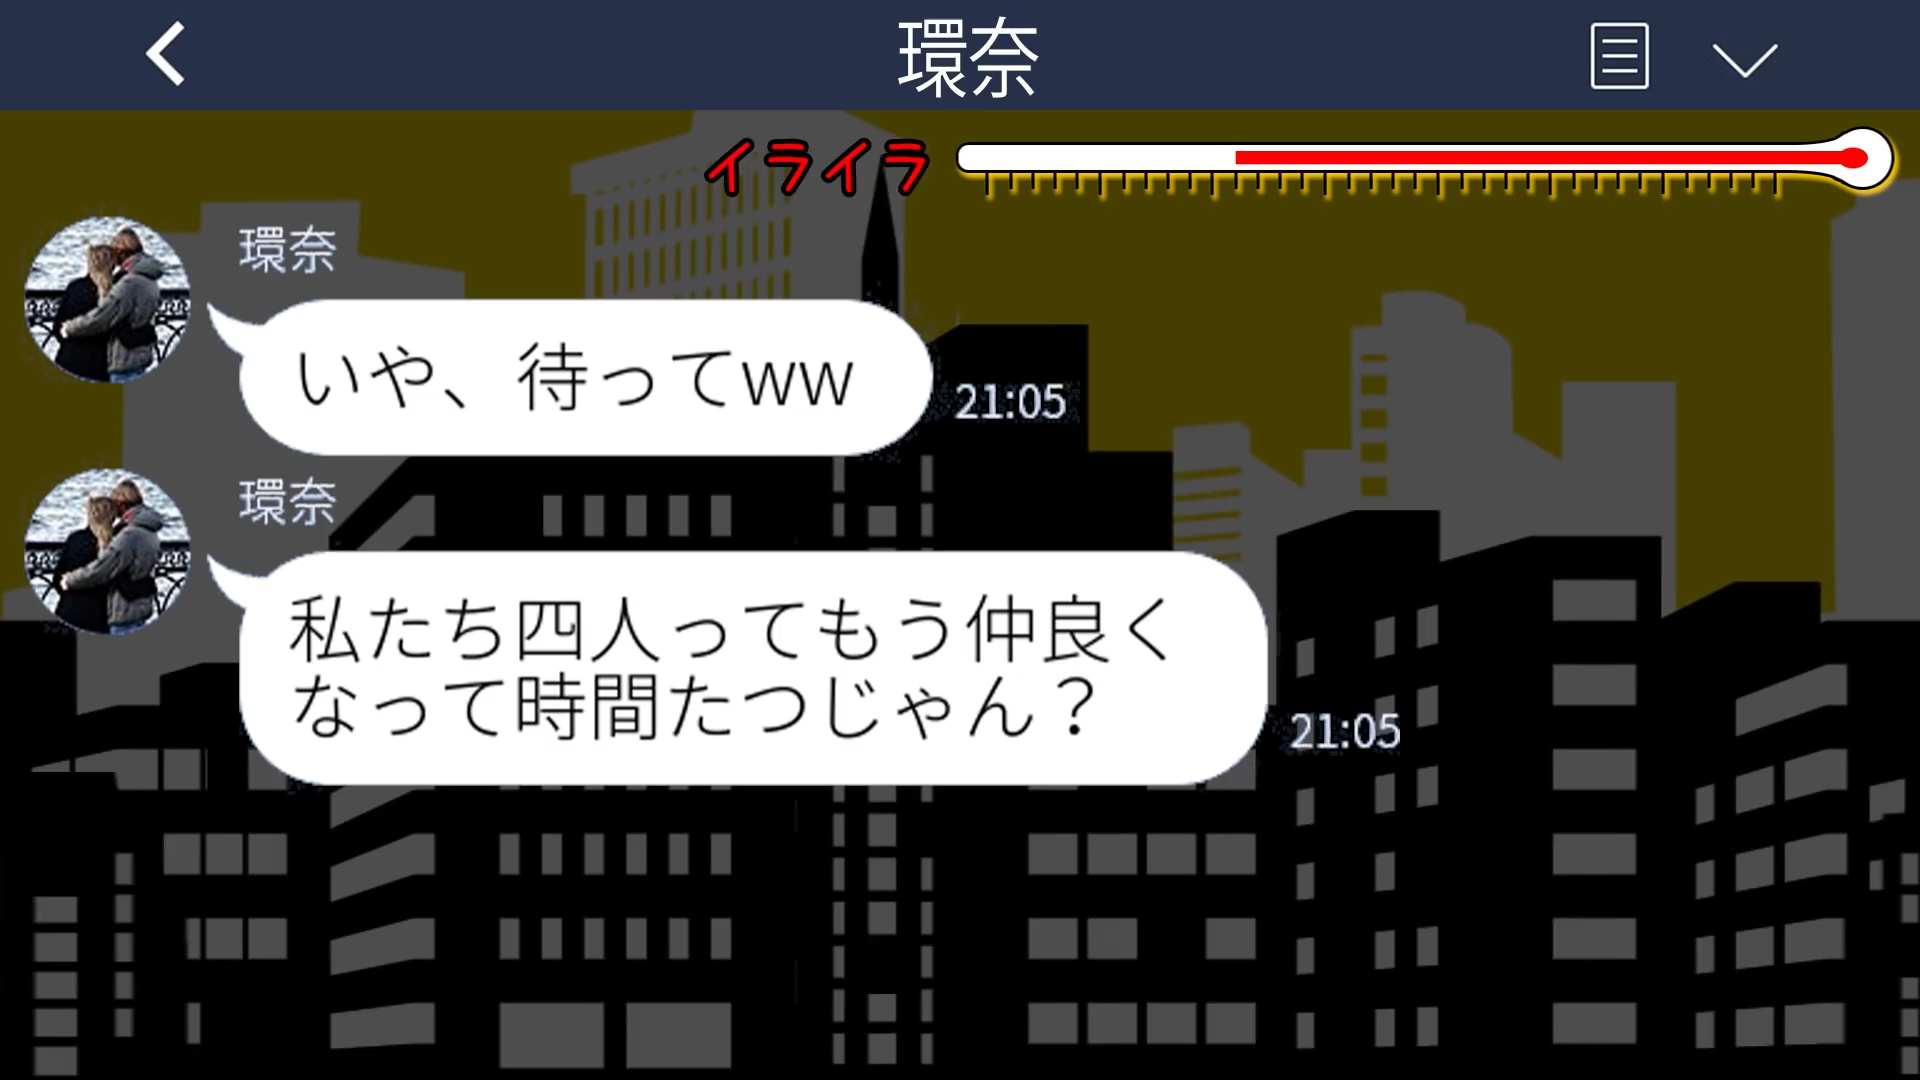 環奈
イライラ
環奈
いや、待ってww
21:05
環奈
私たち四人ってもう仲良く
なって時間たつじゃん？
21:05